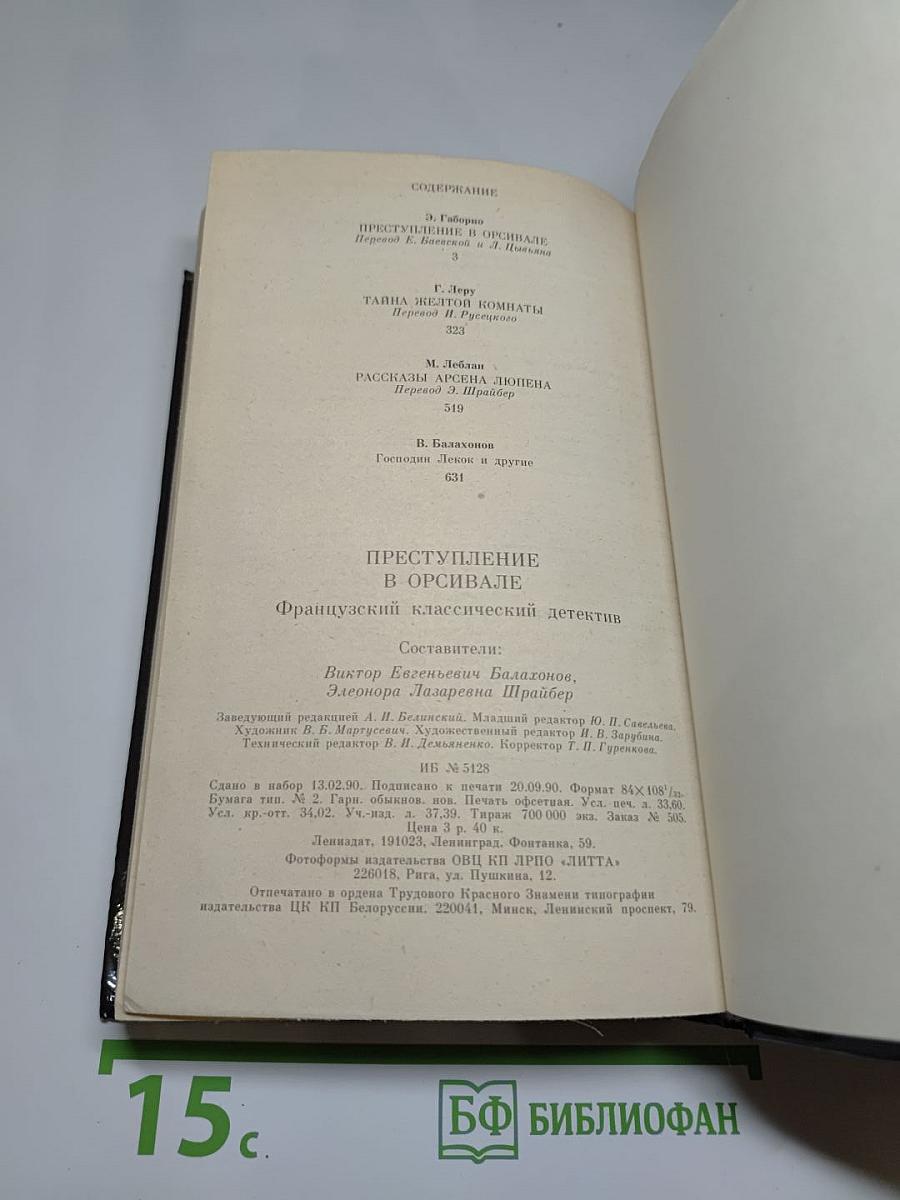 СОДЕРЖАНИЕ
Э. Габорио
ПРЕСТУПЛЕНИЕ В ОРСИВАЛЕ
Перевод Е. Баевской и Л. Цывьяна
3
Г. Леру
ТАЙНА ЖЕЛТОЙ КОМНАТЫ
Перевод И. Русецкого
323
М. Леблан
РАССКАЗЫ АРСЕНА ЛЮПЕНА
Перевод Э. Шрайбер
519
В. Балахонов
Господин Лекок и другие
631
ПРЕСТУПЛЕНИЕ
В ОРСИВАЛЕ
Французский классический детектив
Составители:
Виктор Евгеньевич Балахонов,
Элеонора Лазаревна Шрайбер
Заведующий редакцией А. И. Белинский. Младший редактор Ю. П. Савельева.
Художник В. Б. Мартусевич. Художественный редактор И. В. Зарубина.
Технический редактор В. И. Демьяненко. Корректор Т. П. Гуренкова.
ИБ № 5128
Сдано в набор 13.02.90. Подписано к печати 20.09.90. Формат 84×108¹/₃₂.
Бумага тип. № 2. Гарн. обыкнов. нов. Печать офсетная. Усл. печ. л. 33,60.
Усл. кр.-отт. 34,02. Уч.-изд. л. 37,39. Тираж 700 000 экз. Заказ № 505.
Цена 3 р. 40 к.
Лениздат, 191023, Ленинград, Фонтанка, 59.
Фотоформы издательства ОВЦ КП ЛРПО «ЛИТТА»
226018, Рига, ул. Пушкина, 12.
Отпечатано в ордена Трудового Красного Знамени типографии
издательства ЦК КП Белоруссии. 220041, Минск, Ленинский проспект, 79.
15 с
БФ БИБЛИОФАН